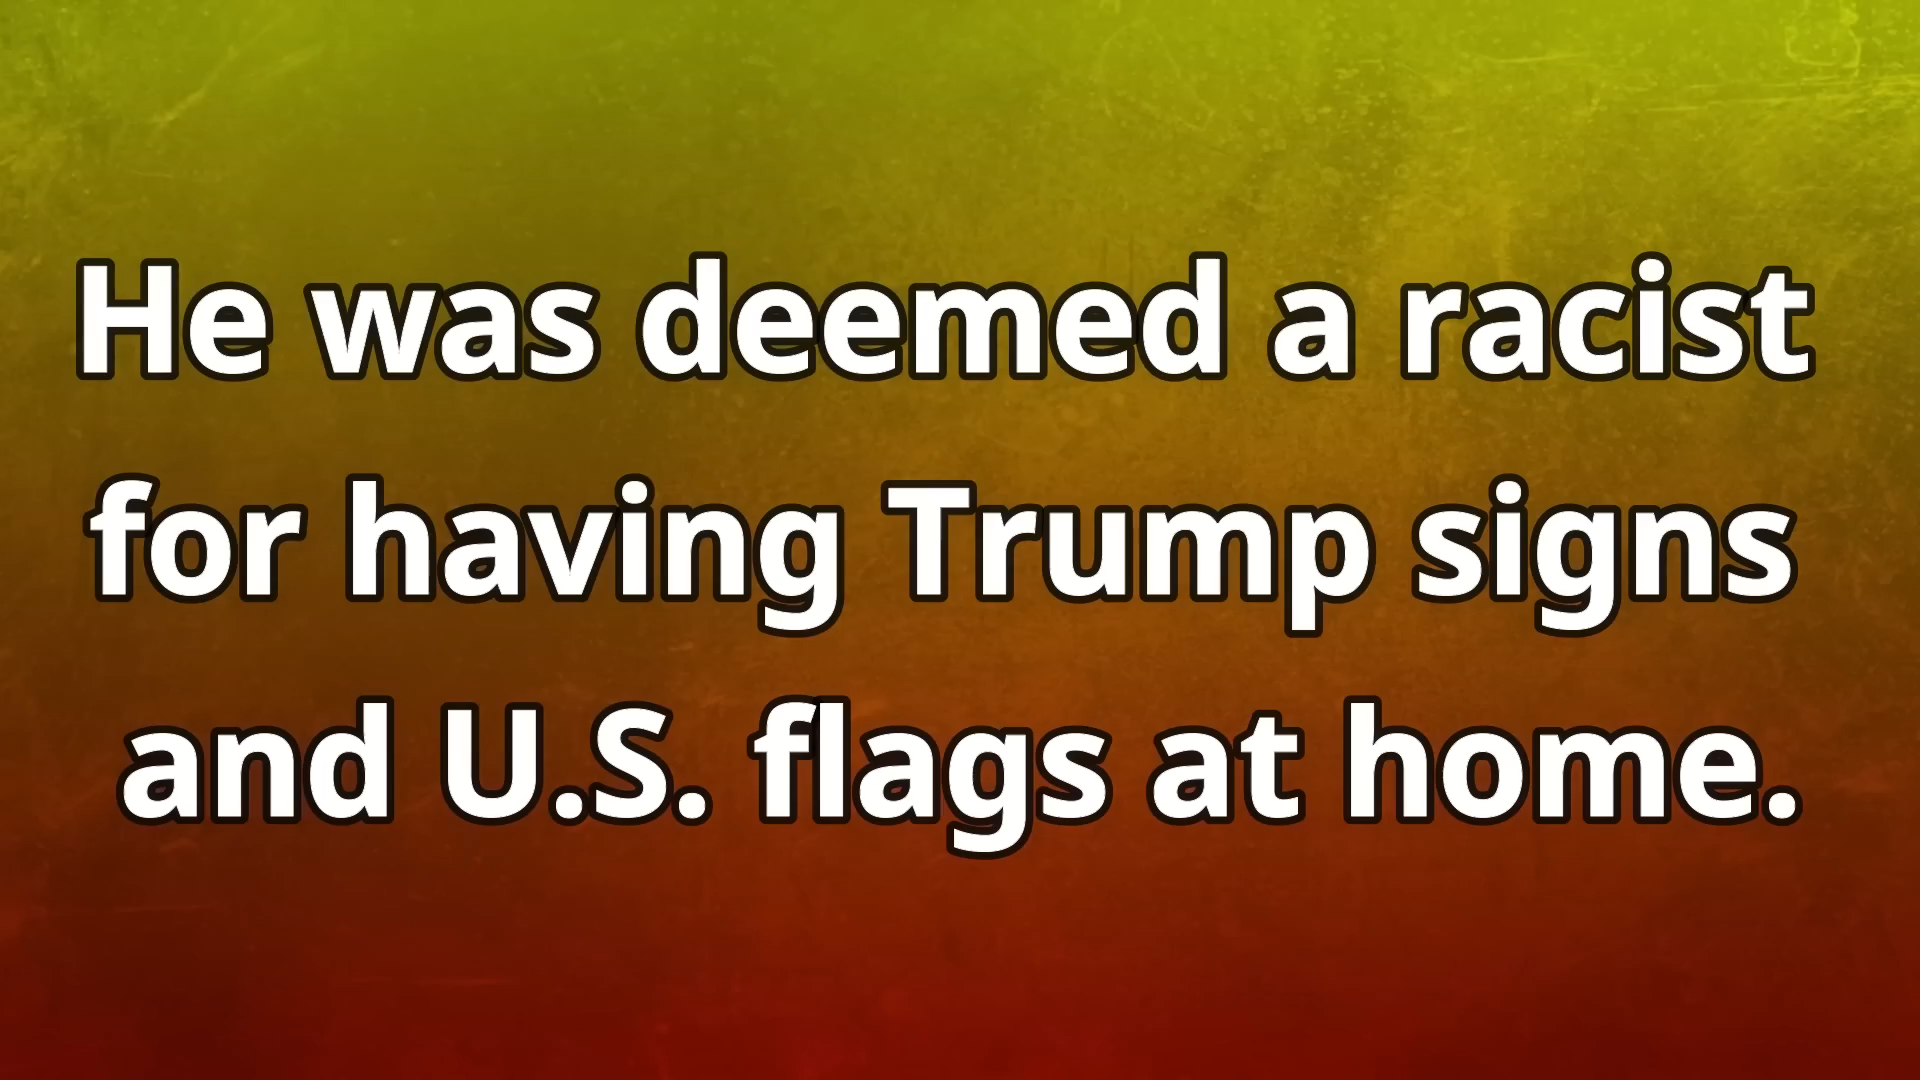 He was deemed a racist
for having Trump signs
and U.S. flags at home.